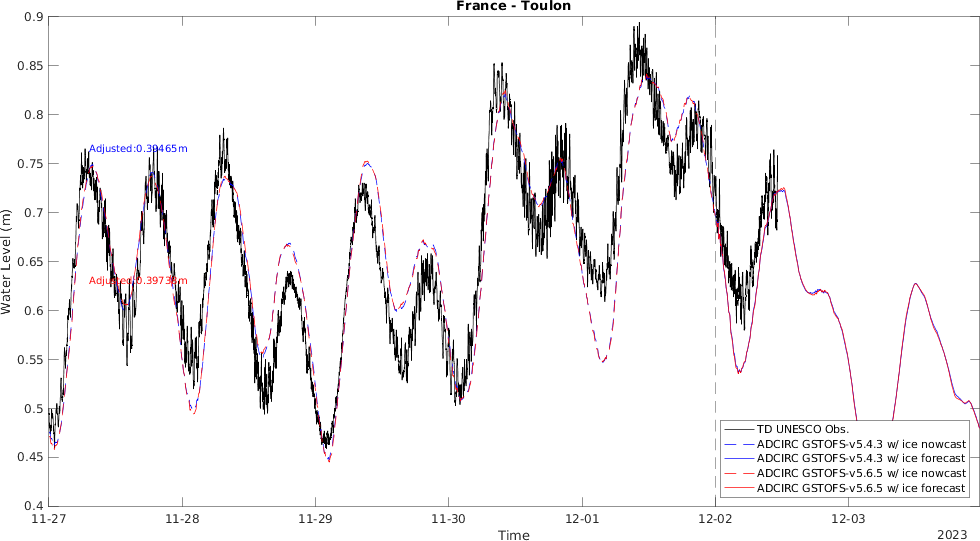 France - Toulon
0.9
0.85
0.8
0.75
0.7
0.65
0.6
0.55
0.5
0.45
0.4
Water Level (m)
Adjusted:0.39465m
Adjusted:0.39733m
TD UNESCO Obs.
ADCIRC GSTOFS-v5.4.3 w/ ice nowcast
ADCIRC GSTOFS-v5.4.3 w/ ice forecast
ADCIRC GSTOFS-v5.6.5 w/ ice nowcast
ADCIRC GSTOFS-v5.6.5 w/ ice forecast
11-27
11-28
11-29
11-30
12-01
12-02
12-03
Time
2023